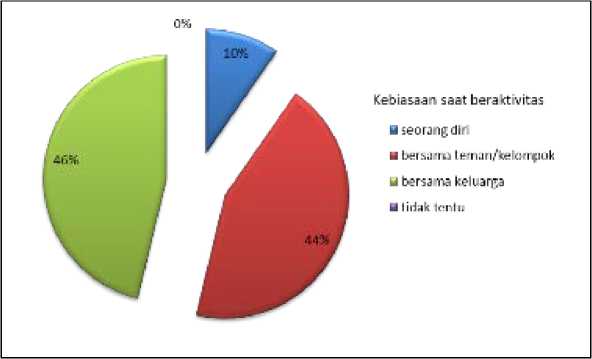 0%
10%
46%
44%
Kebiasaan saat beraktivitas
seorang diri
bersama teman/kelompok
bersama keluarga
tidak tentu